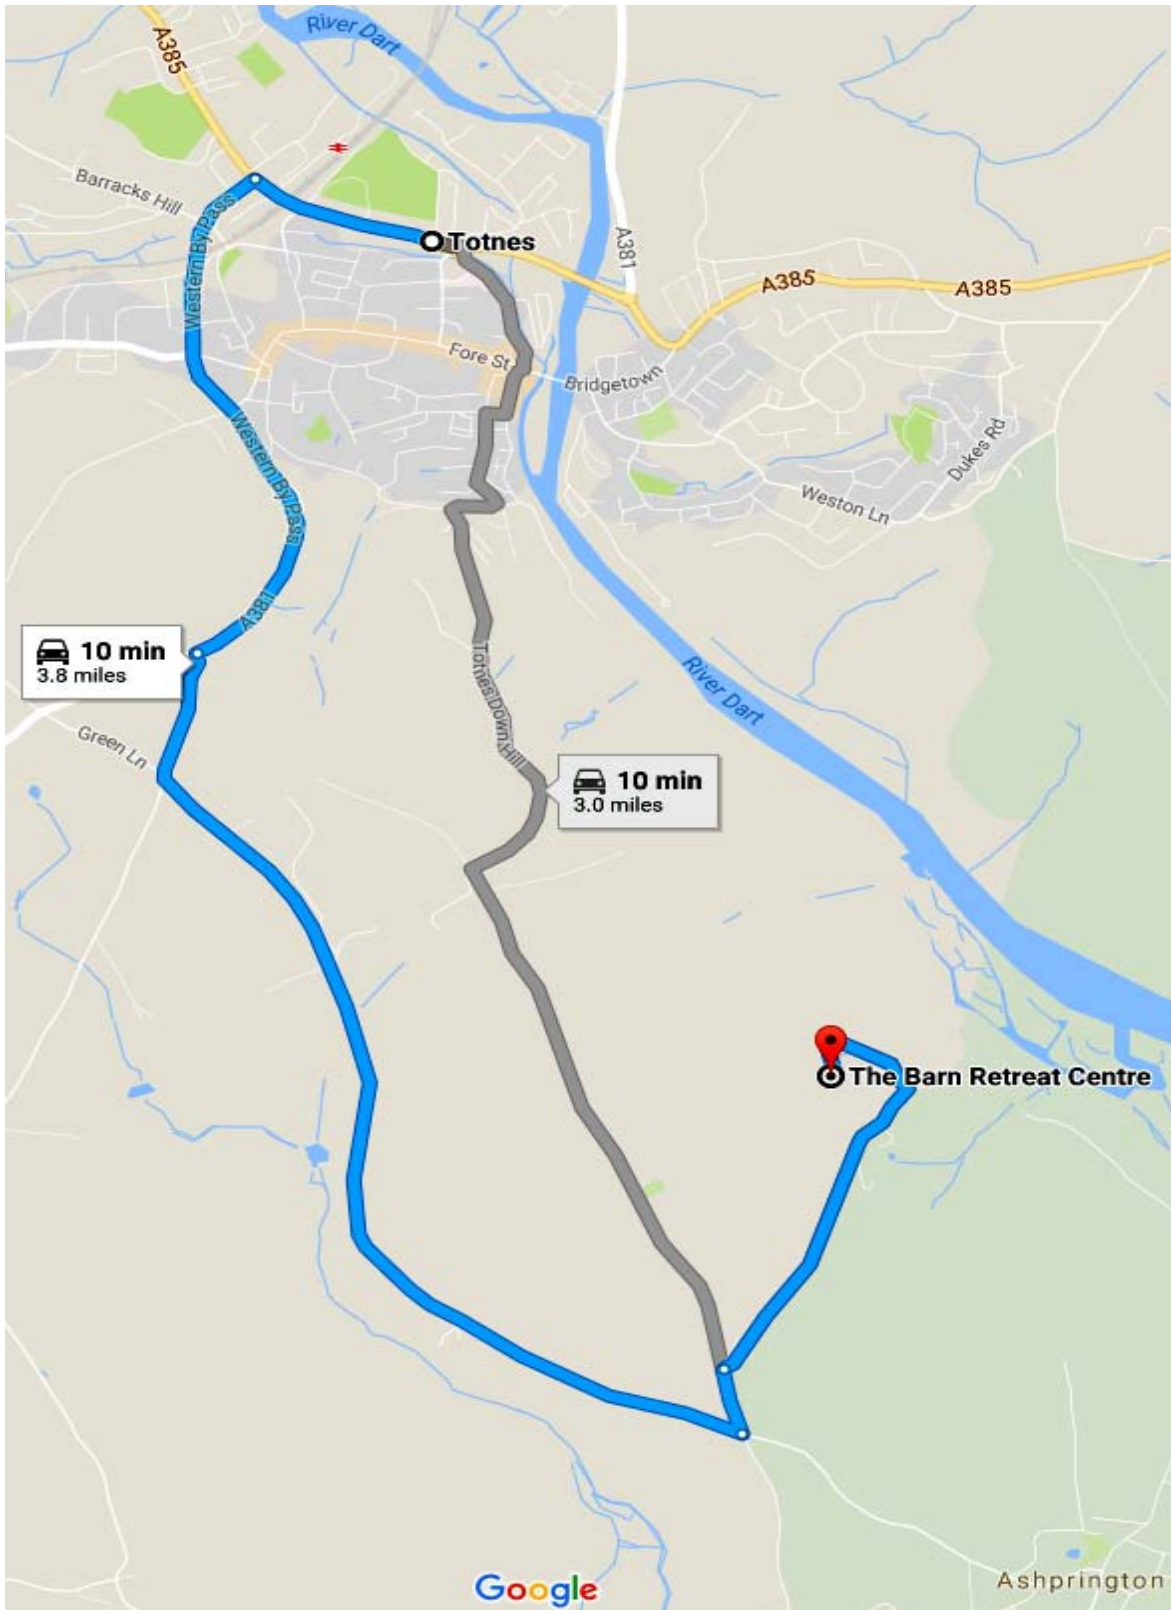 River Dart
A385
Barracks Hill
Western By Pass
Totnes
A381
A385
A385
Fore St
Bridgetown
Dukes Rd
Western By Pass
Weston Ln
A381
10 min
3.8 miles
Totnes Down Hill
River Dart
Green Ln
10 min
3.0 miles
The Barn Retreat Centre
Google
Ashprington